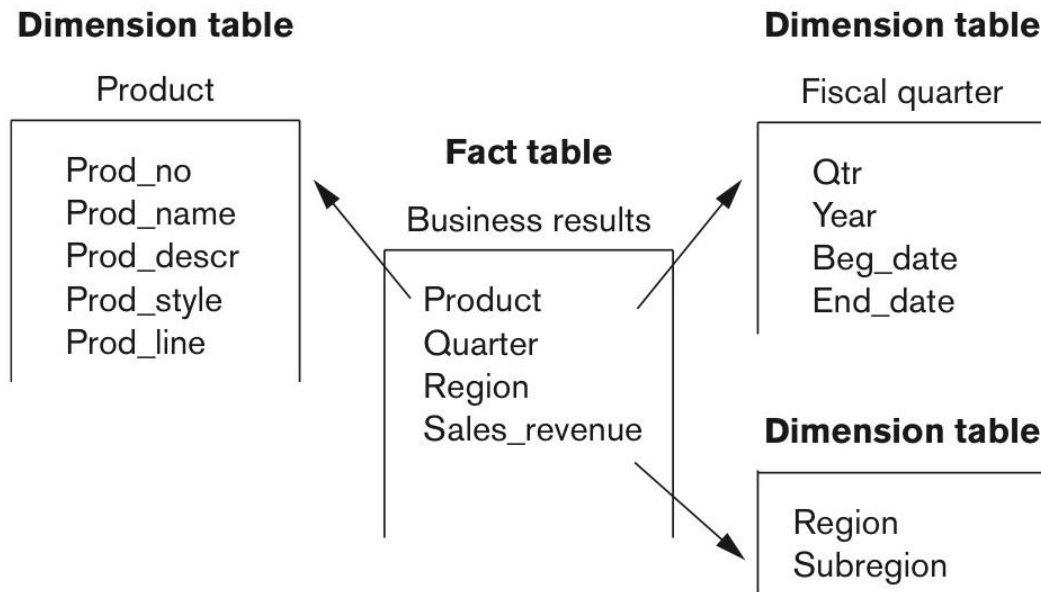 Dimension table
Product
Prod_no
Prod_name
Prod_descr
Prod_style
Prod_line
Fact table
Business results
Product
Quarter
Region
Sales_revenue
Dimension table
Fiscal quarter
Qtr
Year
Beg_date
End_date
Dimension table
Region
Subregion